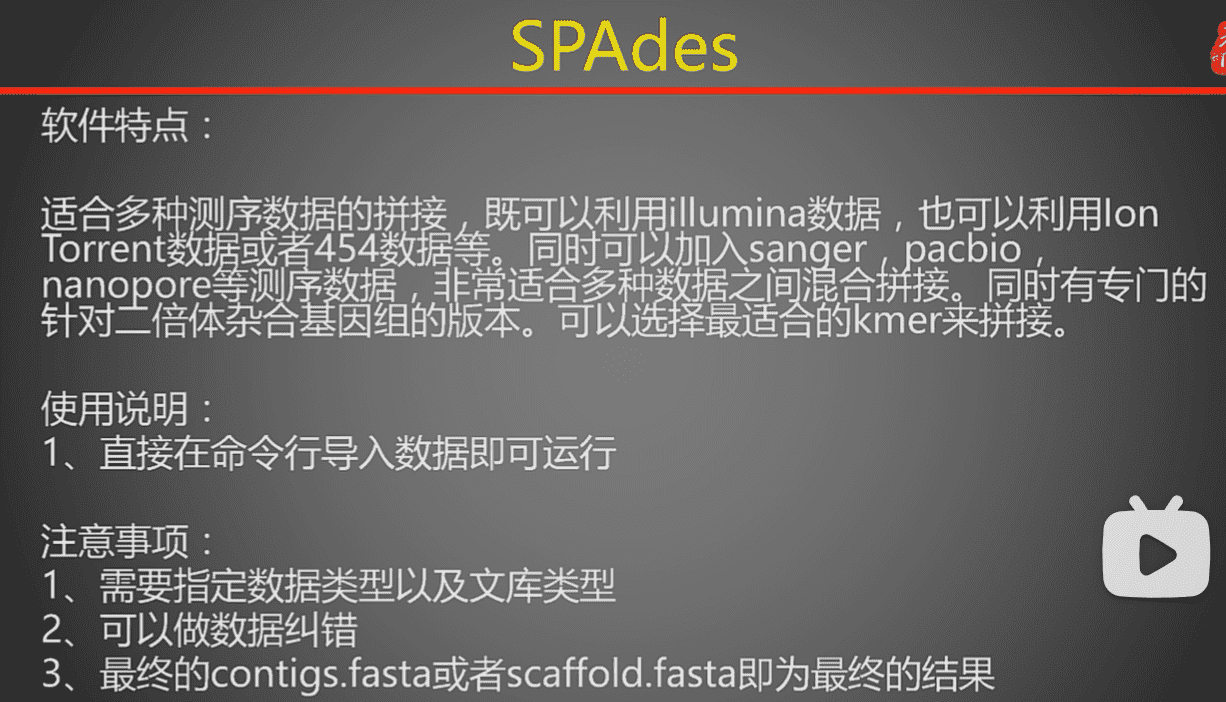 SPAdes
软件特点：
适合多种测序数据的拼接，既可以利用illumina数据，也可以利用Ion
Torrent数据或者454数据等。同时可以加入sanger，pacbio，
nanopore等测序数据，非常适合多种数据之间混合拼接。同时有专门的
针对二倍体杂合基因组的版本。可以选择最适合的kmer来拼接。
使用说明：
1、直接在命令行导入数据即可运行
注意事项：
1、需要指定数据类型以及文库类型
2、可以做数据纠错
3、最终的contigs.fasta或者scaffold.fasta即为最终的结果